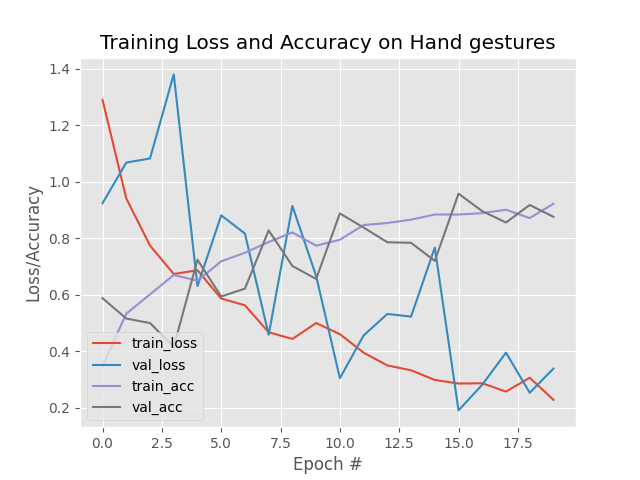 Training Loss and Accuracy on Hand gestures
1.4
1.2
1.0
0.8
0.6
0.4
0.2
Loss/Accuracy
train_loss
val_loss
train_acc
val_acc
0.0 2.5 5.0 7.5 10.0 12.5 15.0 17.5
Epoch #